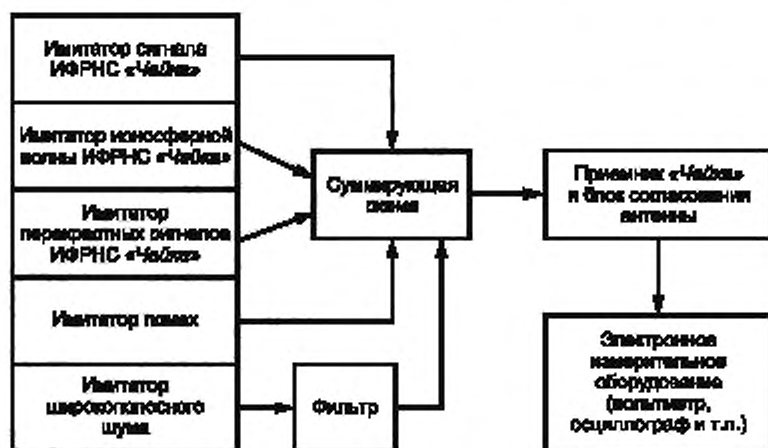 Имитатор сигнала
ИФРНС «Чайка»
Имитатор ионосферной
волны ИФРНС «Чайка»
Имитатор
перекрестных сигналов
ИФРНС «Чайка»
Имитатор помех
Имитатор
широкополосного
шума
Фильтр
Суммирующая
схема
Приемник «Чайка»
и блок согласования
антенны
Электронное
измерительное
оборудование
(вольтметр,
осциллограф и т.п.)